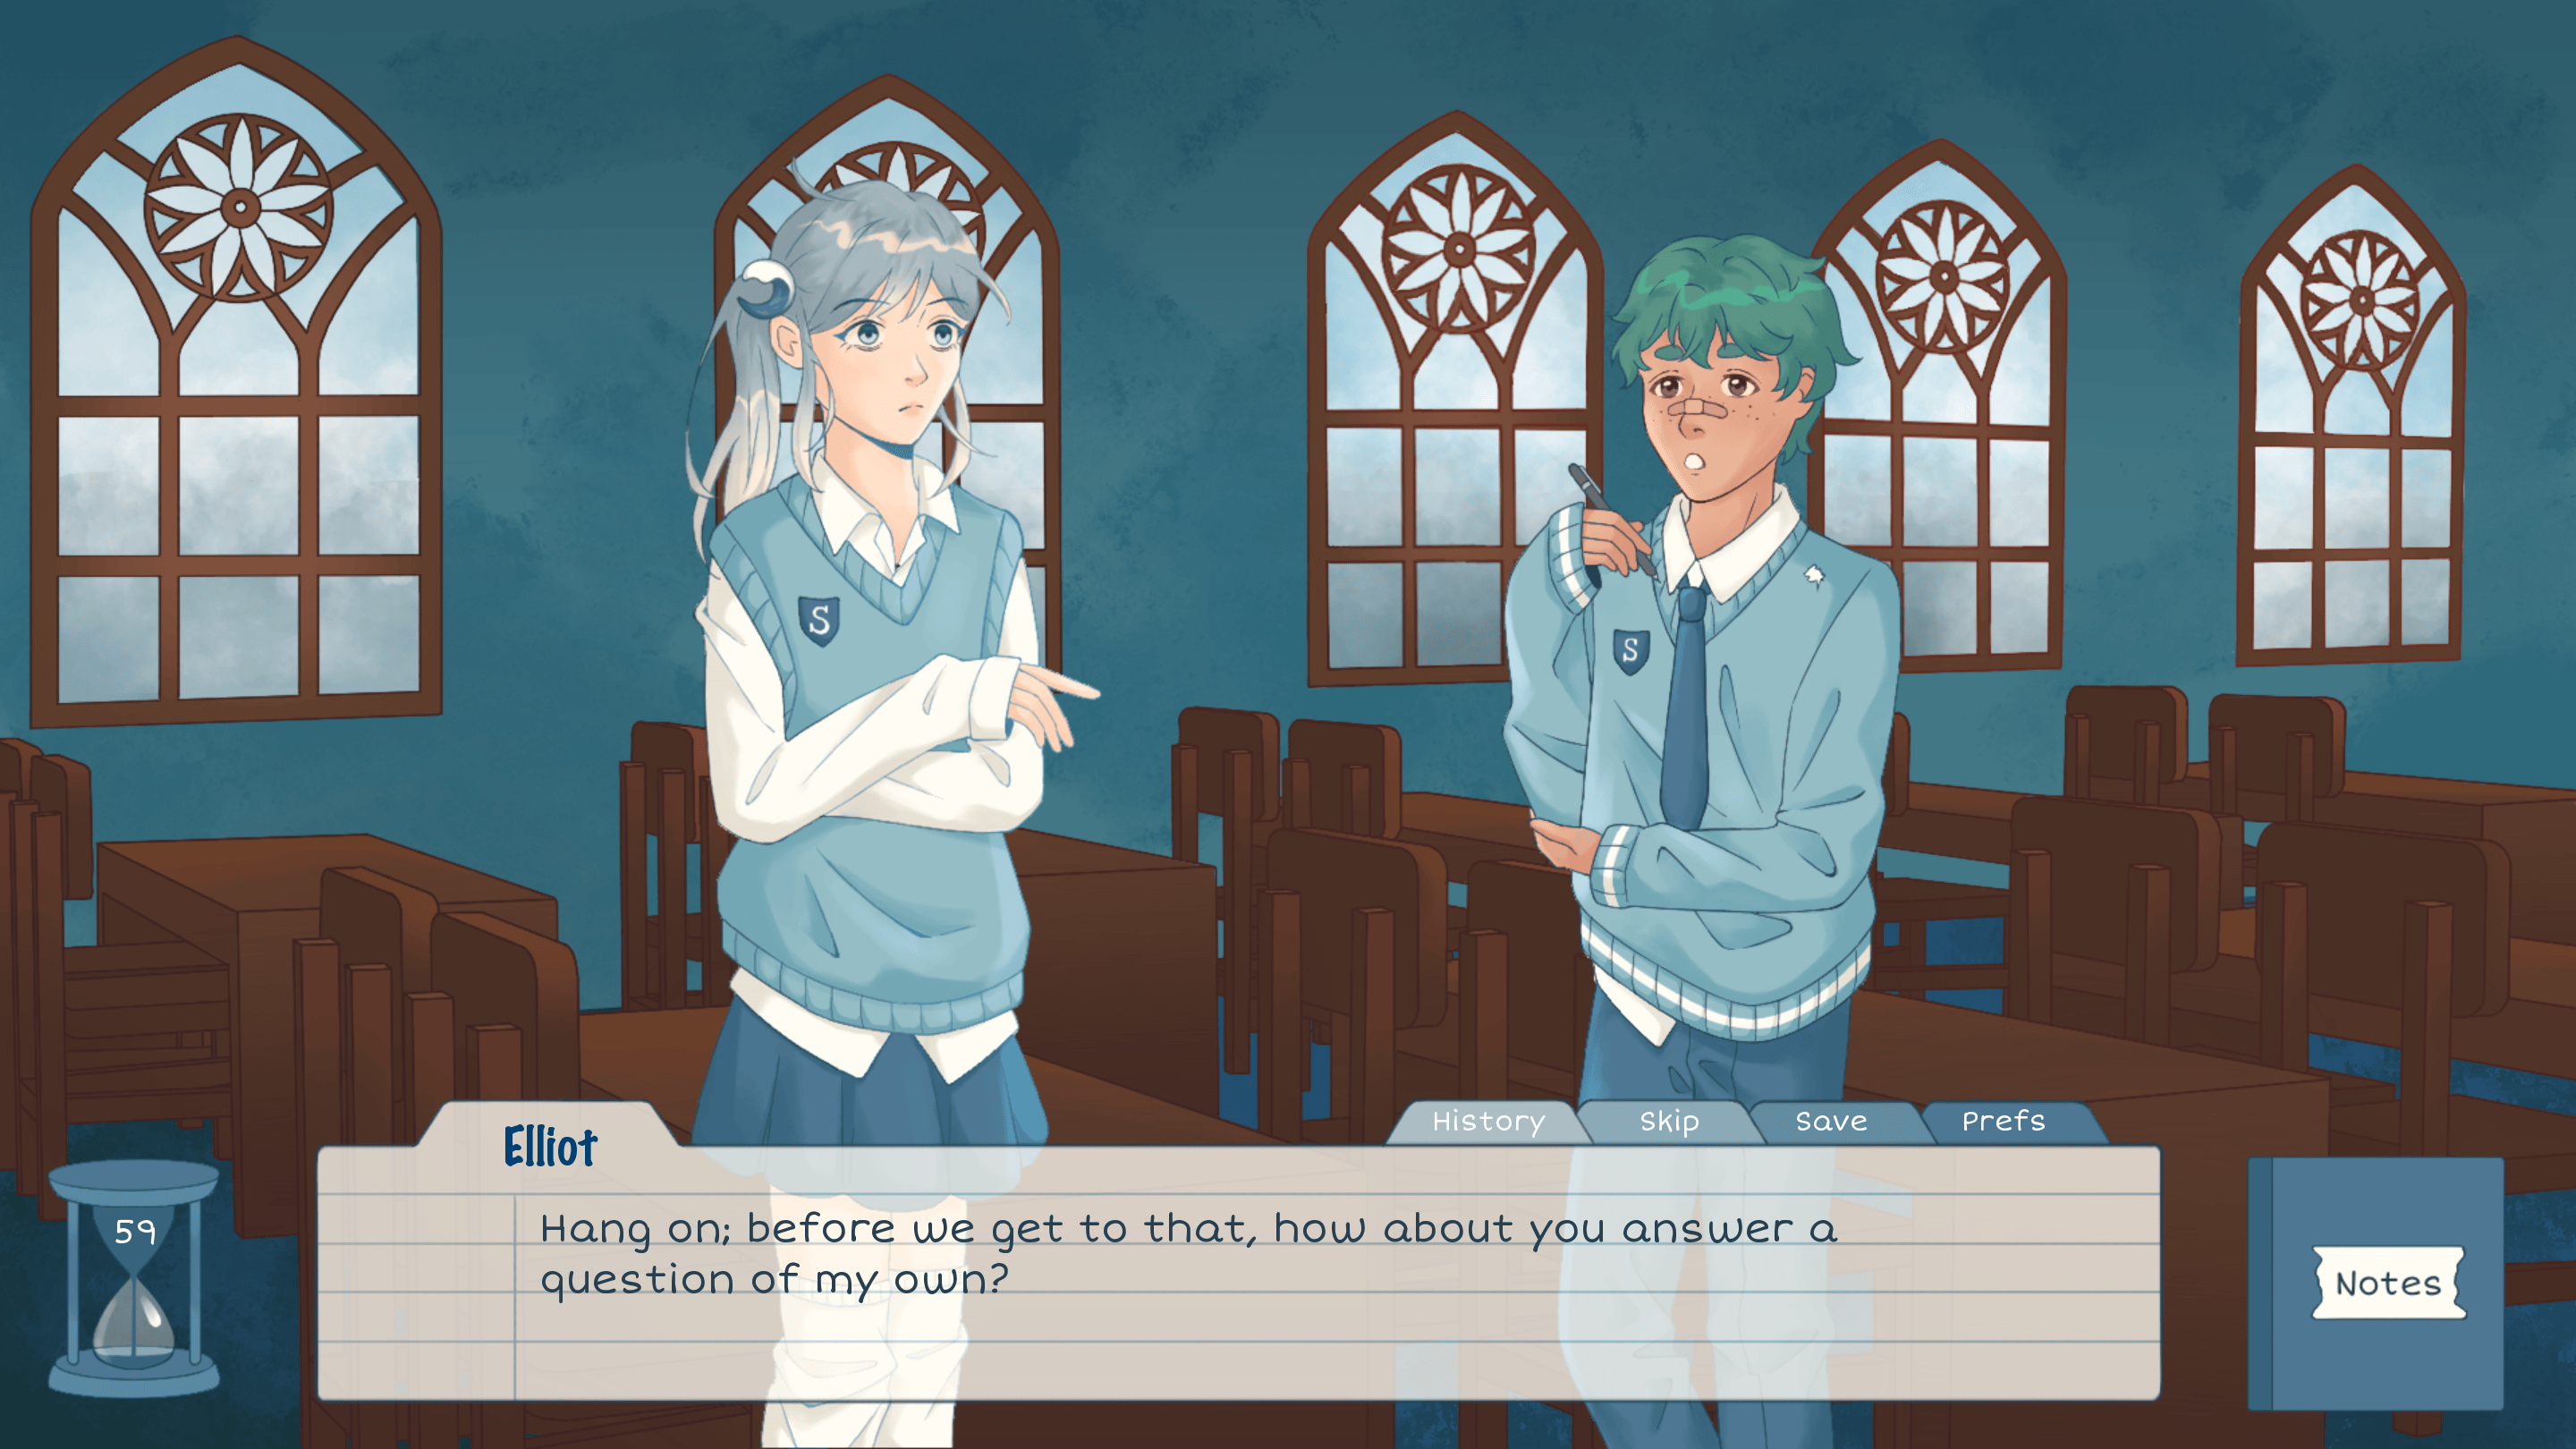 S
S
History
Skip
Save
Prefs
Elliot
59
Hang on; before we get to that, how about you answer a
question of my own?
Notes